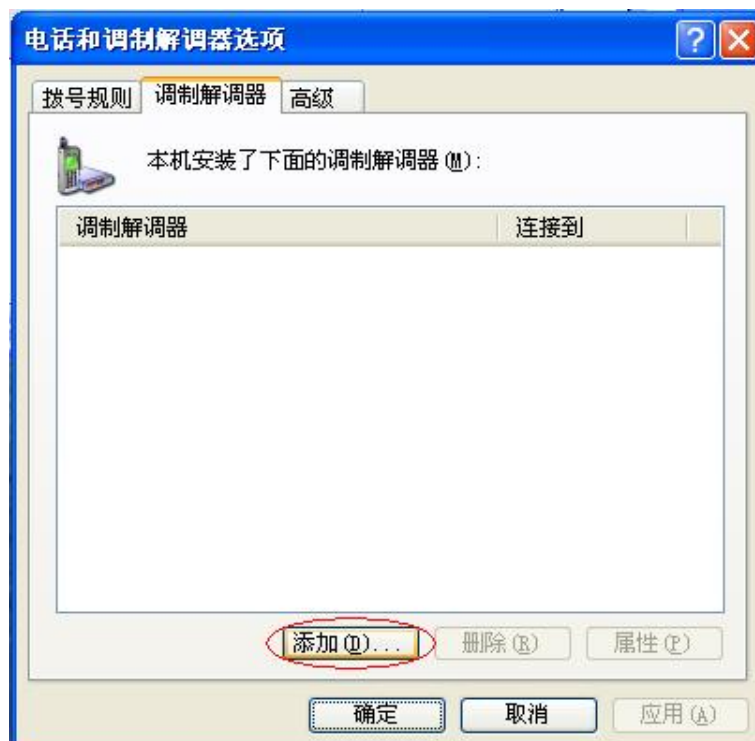 电话和调制解调器选项
拨号规则 调制解调器 高级
本机安装了下面的调制解调器(M):
调制解调器 连接到
添加(D)... 删除(R) 属性(P)
确定 取消 应用(A)